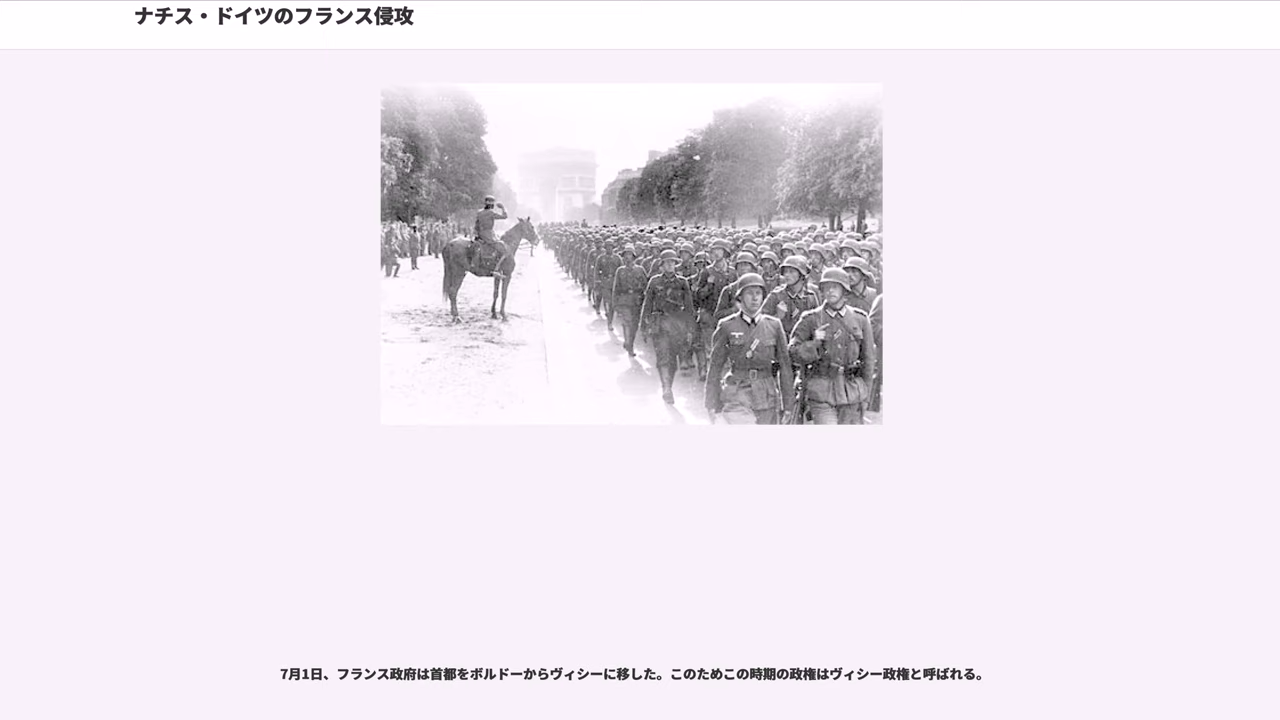 ナチス・ドイツのフランス侵攻
7月1日、フランス政府は首都をボルドーからヴィシーに移した。このためこの時期の政権はヴィシー政権と呼ばれる。